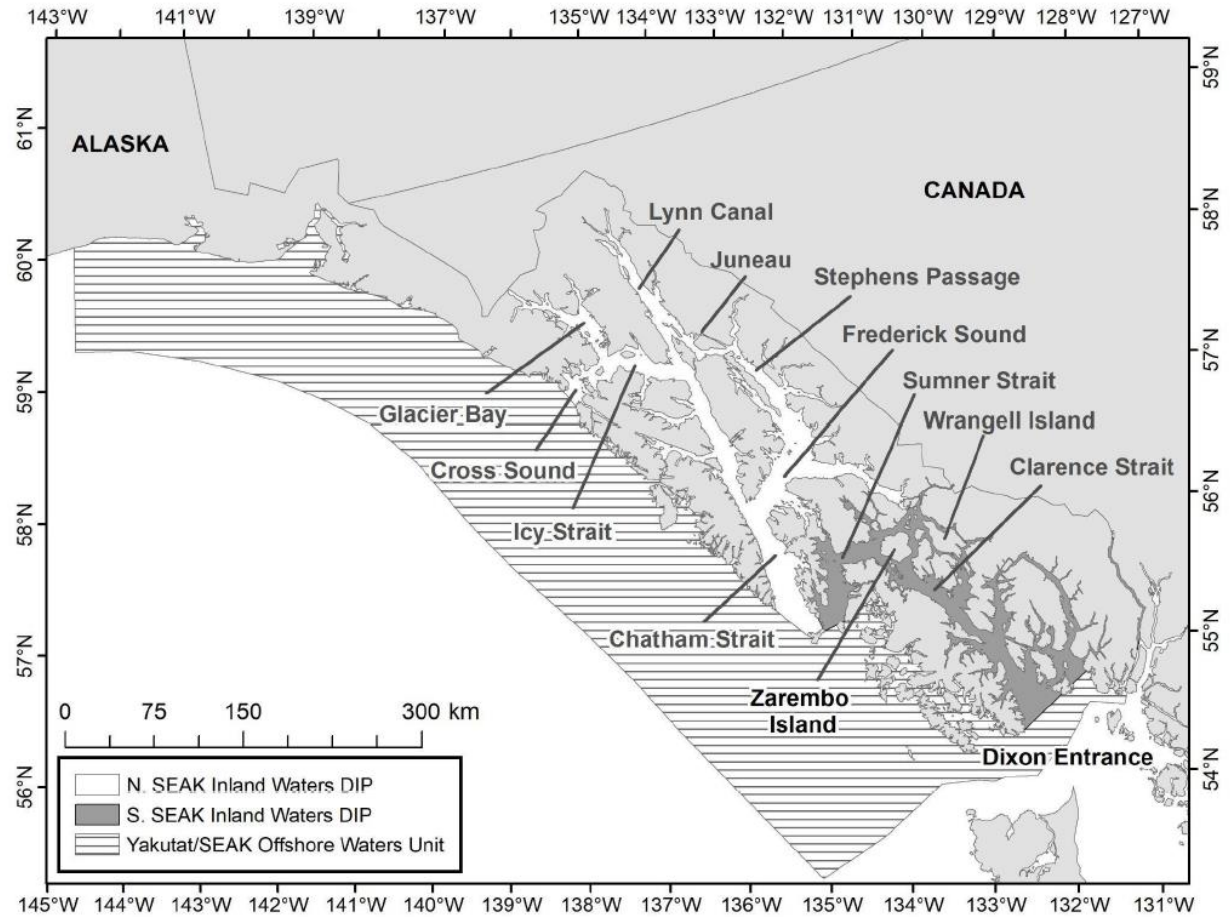 143°W 142°W 141°W 140°W 139°W 137°W 135°W 134°W 133°W 132°W 131°W 130°W 129°W 128°W 127°W
59°N
61°N
ALASKA
CANADA
58°N
Lynn Canal
Juneau
60°N
Stephens Passage
Frederick Sound
57°N
Sumner Strait
59°N
Glacier Bay
Wrangell Island
Cross Sound
Clarence Strait
56°N
Icy Strait
58°N
Chatham Strait
55°N
57°N
Zarembo
Island
0 75 150 300 km
Dixon Entrance
54°N
56°N
N. SEAK Inland Waters DIP
S. SEAK Inland Waters DIP
Yakutat/SEAK Offshore Waters Unit
145°W 144°W 143°W 142°W 141°W 140°W 139°W 138°W 137°W 136°W 135°W 134°W 133°W 132°W 131°W